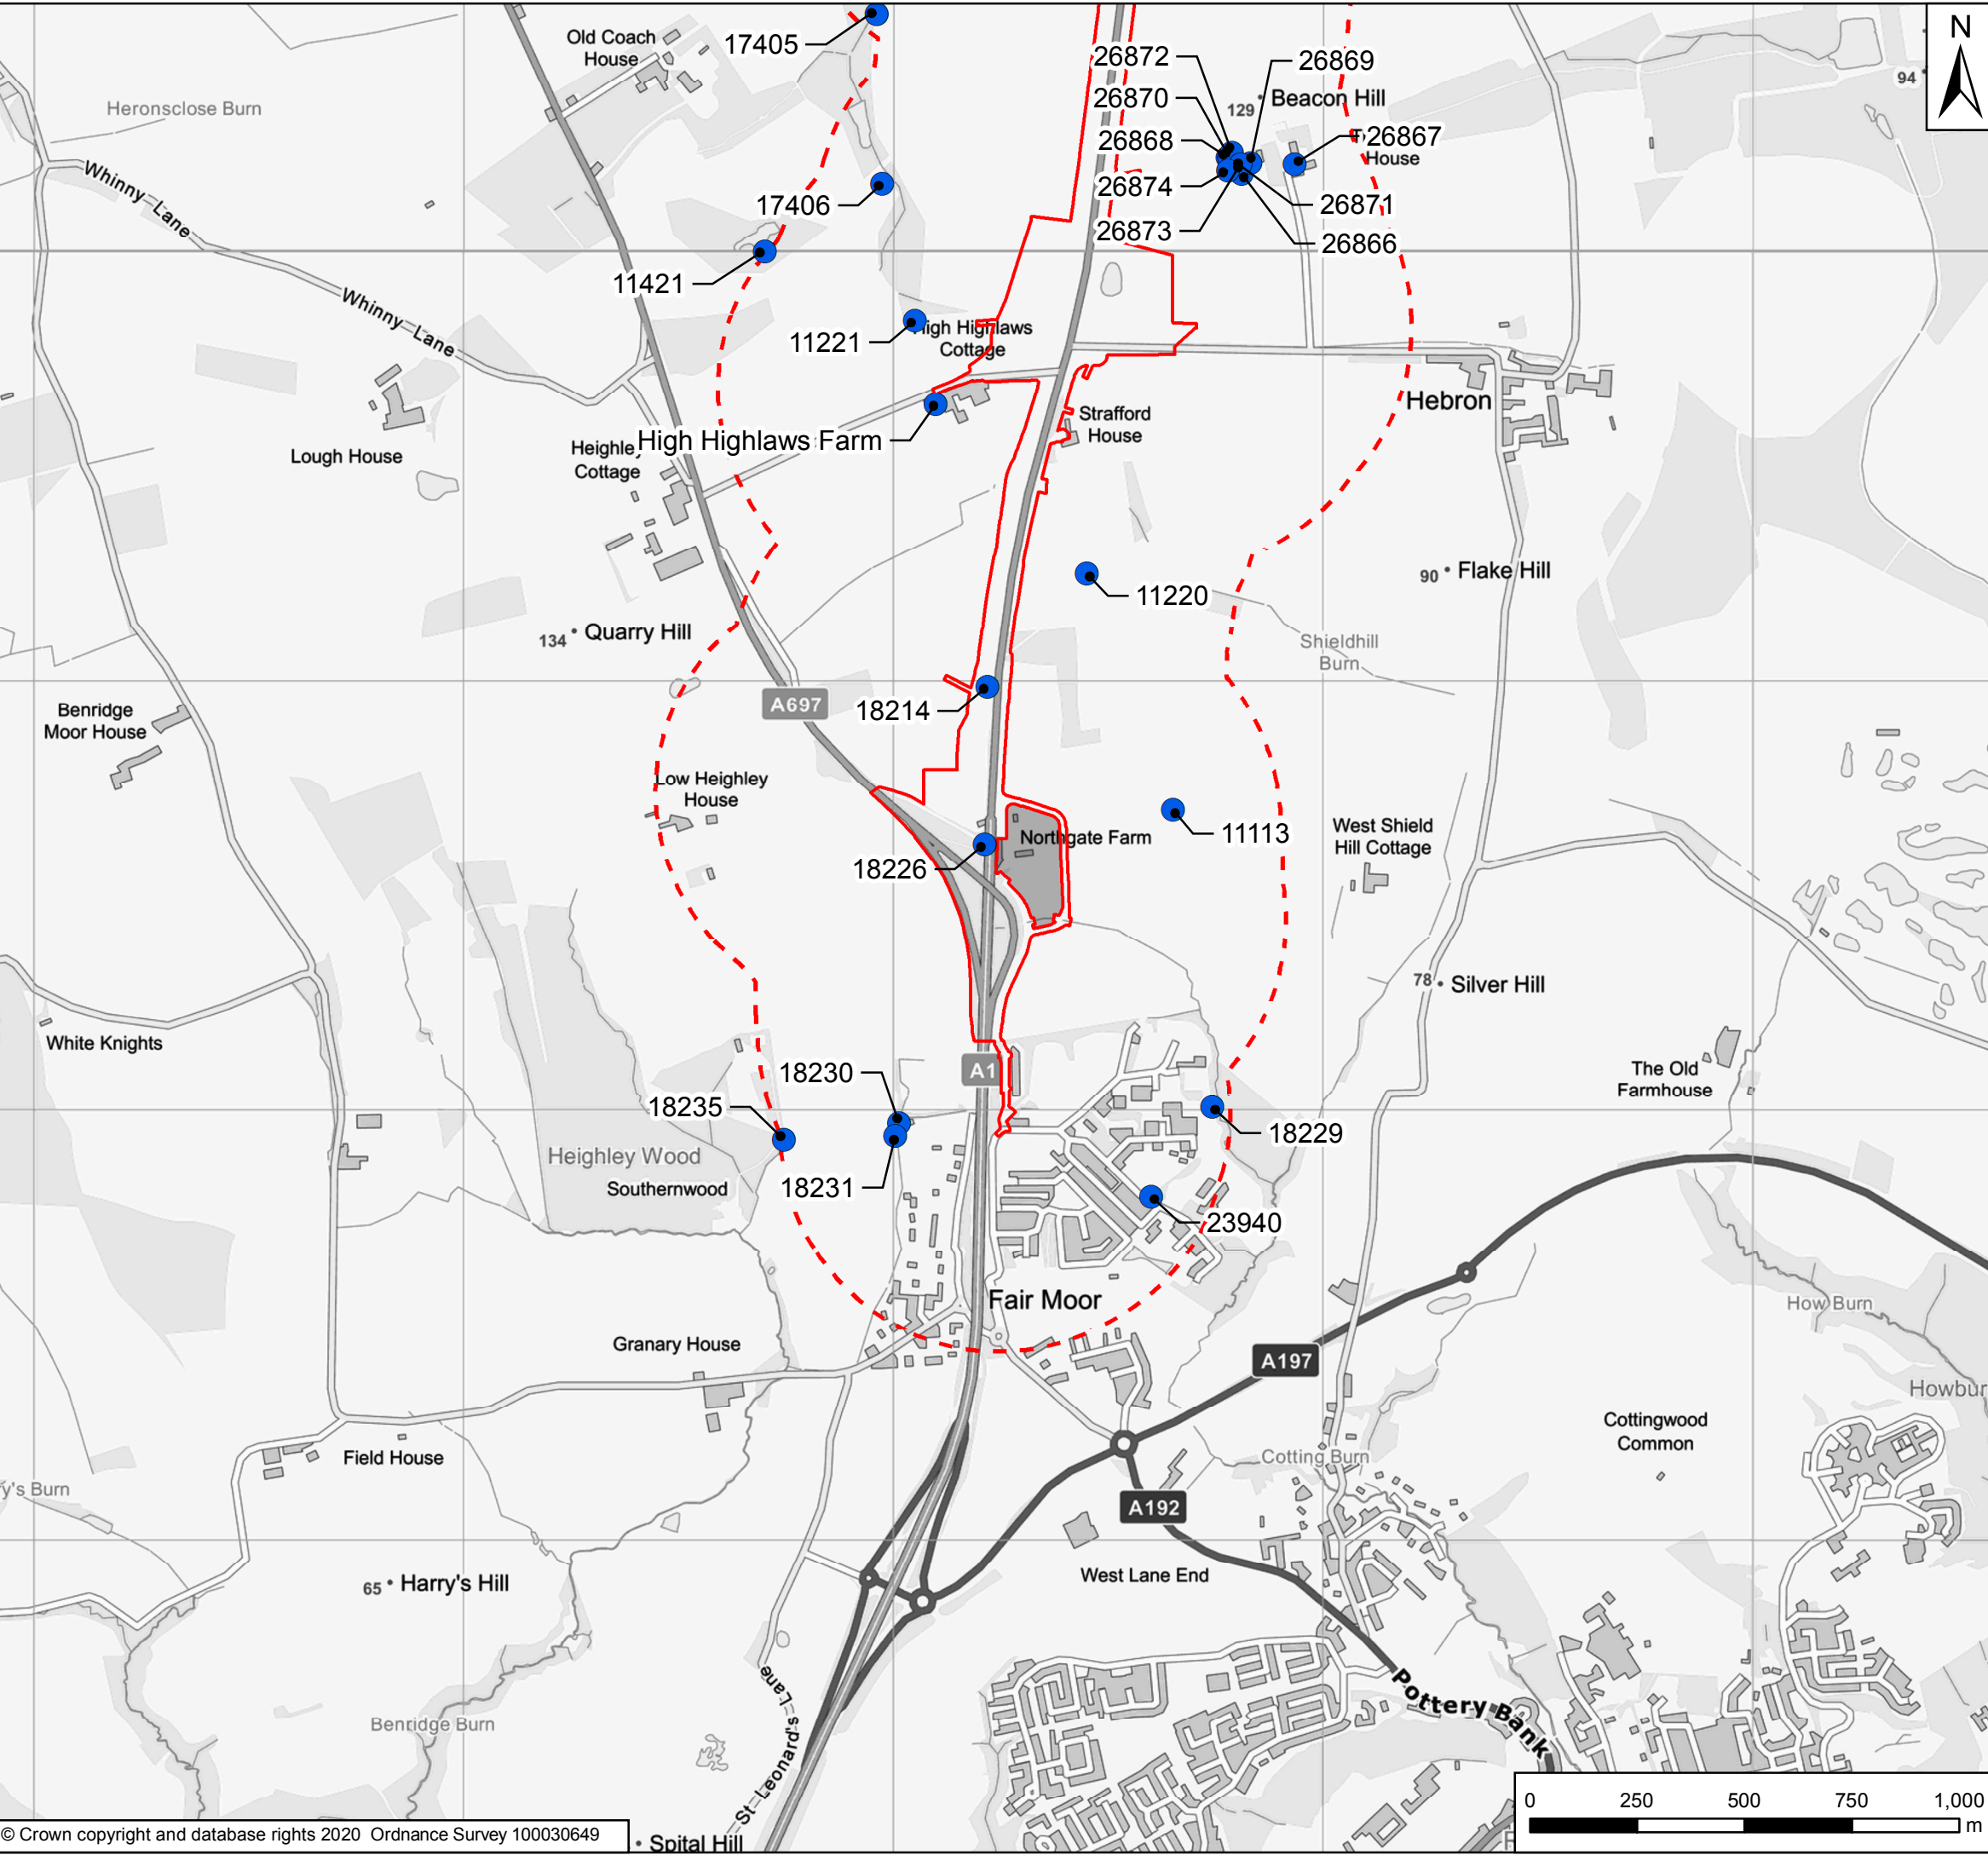 N
94
17405
Old Coach
House
26872
26869
26870
129
Beacon Hill
Heronsclose Burn
26868
26867
House
Whinny Lane
17406
26874
26871
26873
26866
11421
Whinny Lane
11221
High Highlaws
Cottage
Hebron
Strafford
House
High Highlaws Farm
Heighley
Cottage
Lough House
11220
90
Flake Hill
134
Quarry Hill
Shieldhill
Burn
A697
18214
Benridge
Moor House
Low Heighley
House
11113
Northgate Farm
West Shield
Hill Cottage
18226
78
Silver Hill
White Knights
A1
18230
The Old
Farmhouse
18235
18229
Heighley Wood
Southernwood
18231
23940
Fair Moor
How Burn
Granary House
A197
Howbur
Cottingwood
Common
Field House
Cotting Burn
y's Burn
A192
West Lane End
65
Harry's Hill
Pottery Bank
Benridge Burn
St Leonard's Lane
0
250
500
750
1,000
m
© Crown copyright and database rights 2020 Ordnance Survey 100030649
Spital Hill